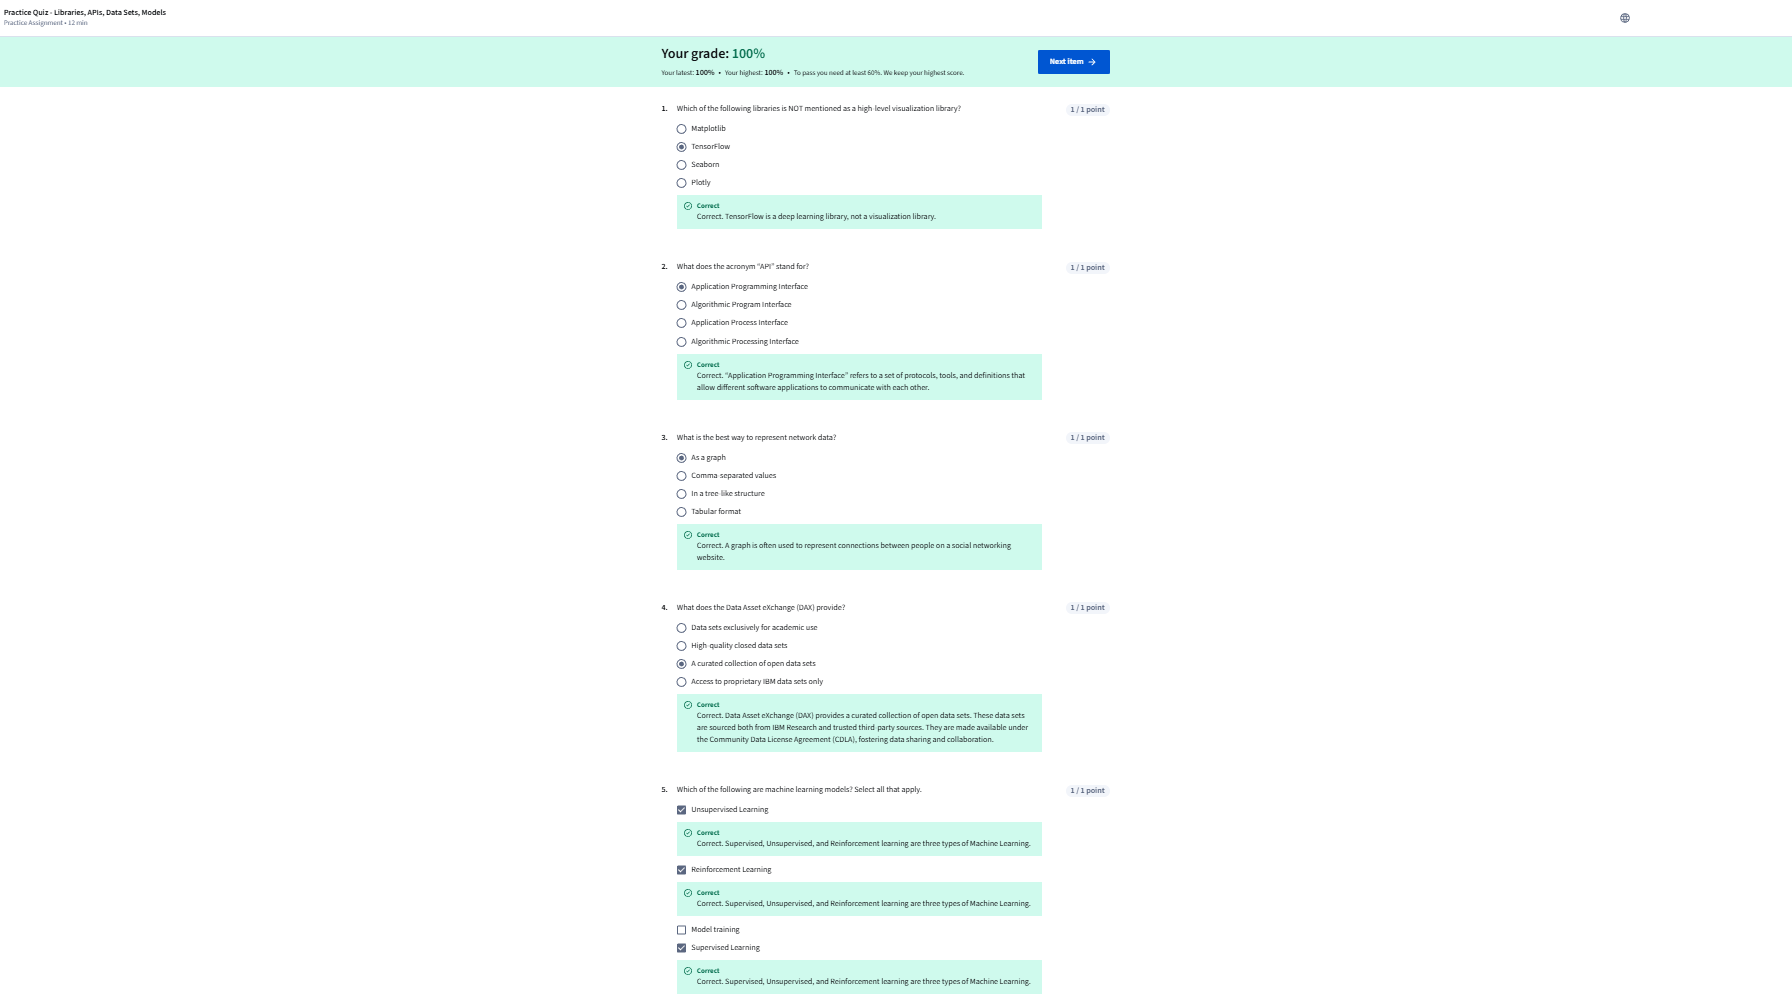 Practice Quiz - Libraries, APIs, Data Sets, Models
Practice Assignment • 12 min
Your grade: 100%
Your latest: 100% • Your highest: 100% • To pass you need at least 60%. We keep your highest score.
Next item →
1. Which of the following libraries is NOT mentioned as a high-level visualization library?
1 / 1 point
Matplotlib
TensorFlow
Seaborn
Plotly
Correct
Correct. TensorFlow is a deep learning library, not a visualization library.
2. What does the acronym “API” stand for?
1 / 1 point
Application Programming Interface
Algorithmic Program Interface
Application Process Interface
Algorithmic Processing Interface
Correct
Correct. “Application Programming Interface” refers to a set of protocols, tools, and definitions that
allow different software applications to communicate with each other.
3. What is the best way to represent network data?
1 / 1 point
As a graph
Comma-separated values
In a tree-like structure
Tabular format
Correct
Correct. A graph is often used to represent connections between people on a social networking
website.
4. What does the Data Asset eXchange (DAX) provide?
1 / 1 point
Data sets exclusively for academic use
High-quality closed data sets
A curated collection of open data sets
Access to proprietary IBM data sets only
Correct
Correct. Data Asset eXchange (DAX) provides a curated collection of open data sets. These data sets
are sourced both from IBM Research and trusted third-party sources. They are made available under
the Community Data License Agreement (CDLA), fostering data sharing and collaboration.
5. Which of the following are machine learning models? Select all that apply.
1 / 1 point
Unsupervised Learning
Correct
Correct. Supervised, Unsupervised, and Reinforcement learning are three types of Machine Learning.
Reinforcement Learning
Correct
Correct. Supervised, Unsupervised, and Reinforcement learning are three types of Machine Learning.
Model training
Supervised Learning
Correct
Correct. Supervised, Unsupervised, and Reinforcement learning are three types of Machine Learning.